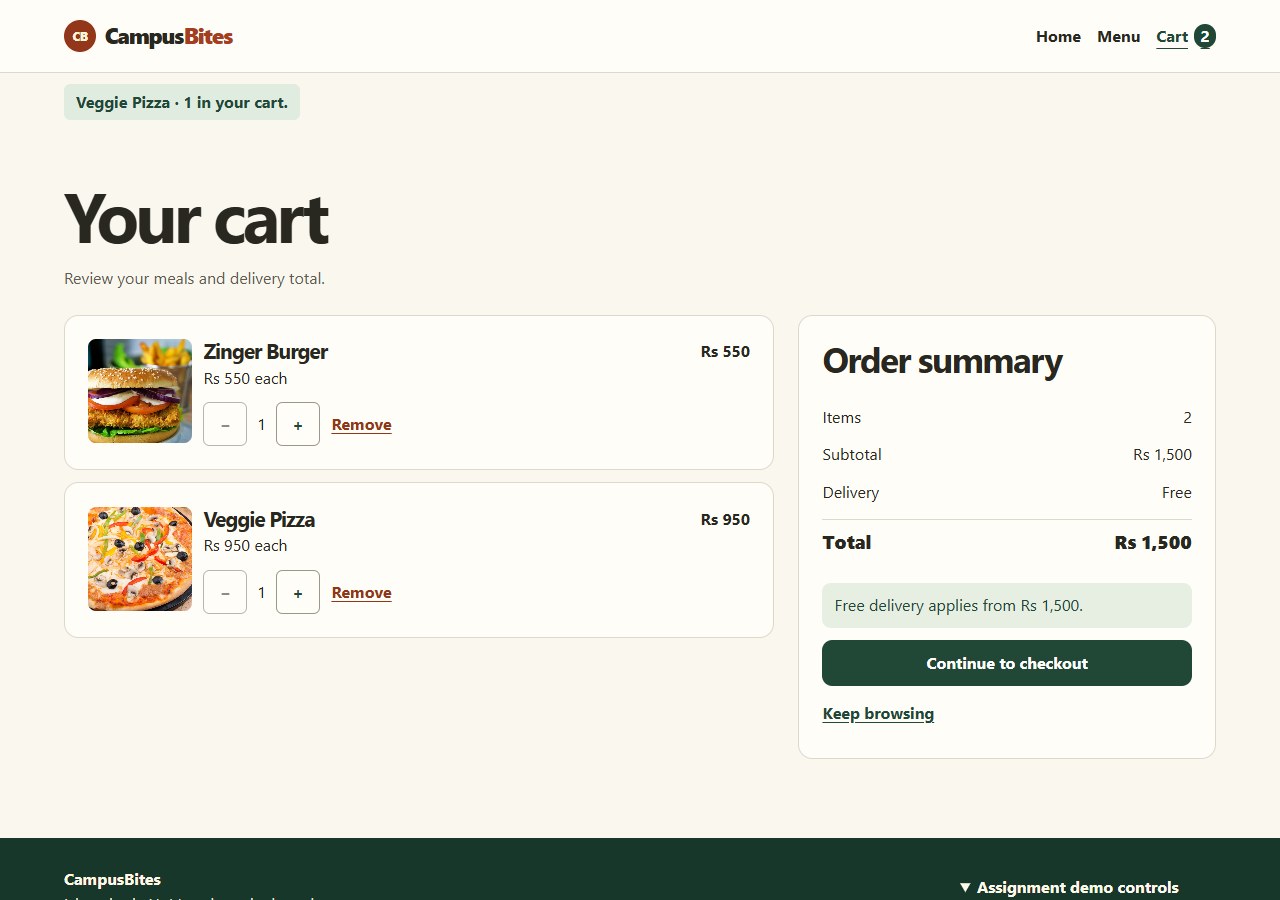 CB CampusBites
Home Menu Cart 2
Veggie Pizza · 1 in your cart.
Your cart
Review your meals and delivery total.
Zinger Burger
Rs 550
Rs 550 each
− 1 + Remove
Veggie Pizza
Rs 950
Rs 950 each
− 1 + Remove
Order summary
Items 2
Subtotal Rs 1,500
Delivery Free
Total Rs 1,500
Free delivery applies from Rs 1,500.
Continue to checkout
Keep browsing
CampusBites
▼ Assignment demo controls